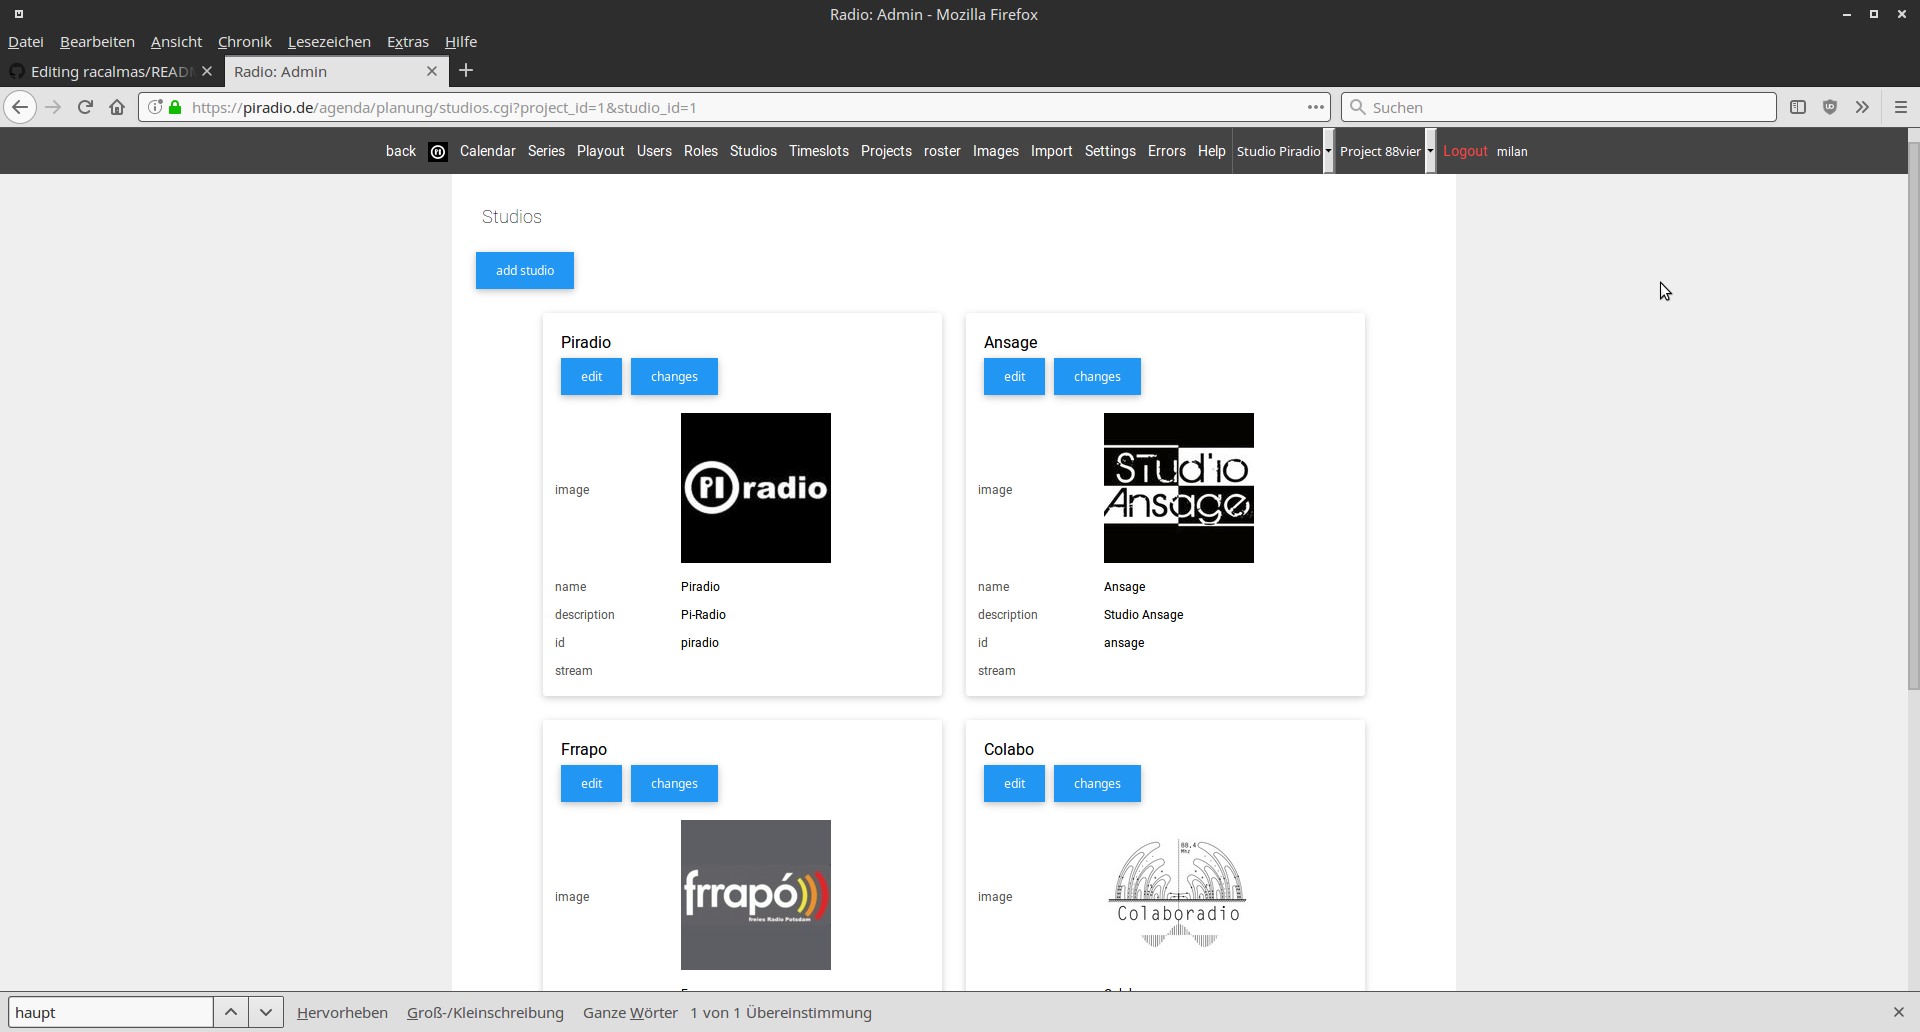 Radio: Admin - Mozilla Firefox
Datei Bearbeiten Ansicht Chronik Lesezeichen Extras Hilfe
Editing racalmas/READ
Radio: Admin
https://piradio.de/agenda/planung/studios.cgi?project_id=1&studio_id=1
Suchen
back PI Calendar Series Playout Users Roles Studios Timeslots Projects roster Images Import Settings Errors Help Studio Piradio Project 88vier Logout milan
Studios
add studio
Piradio
edit changes
image
PI radio
name Piradio
description Pi-Radio
id piradio
stream
Ansage
edit changes
image
Studio
Ansage
name Ansage
description Studio Ansage
id ansage
stream
Frrapo
edit changes
image
frrapó
freies Radio Potsdam
Colabo
edit changes
image
88.4
Mhz
Colaboradio
haupt Hervorheben Groß-/Kleinschreibung Ganze Wörter 1 von 1 Übereinstimmung